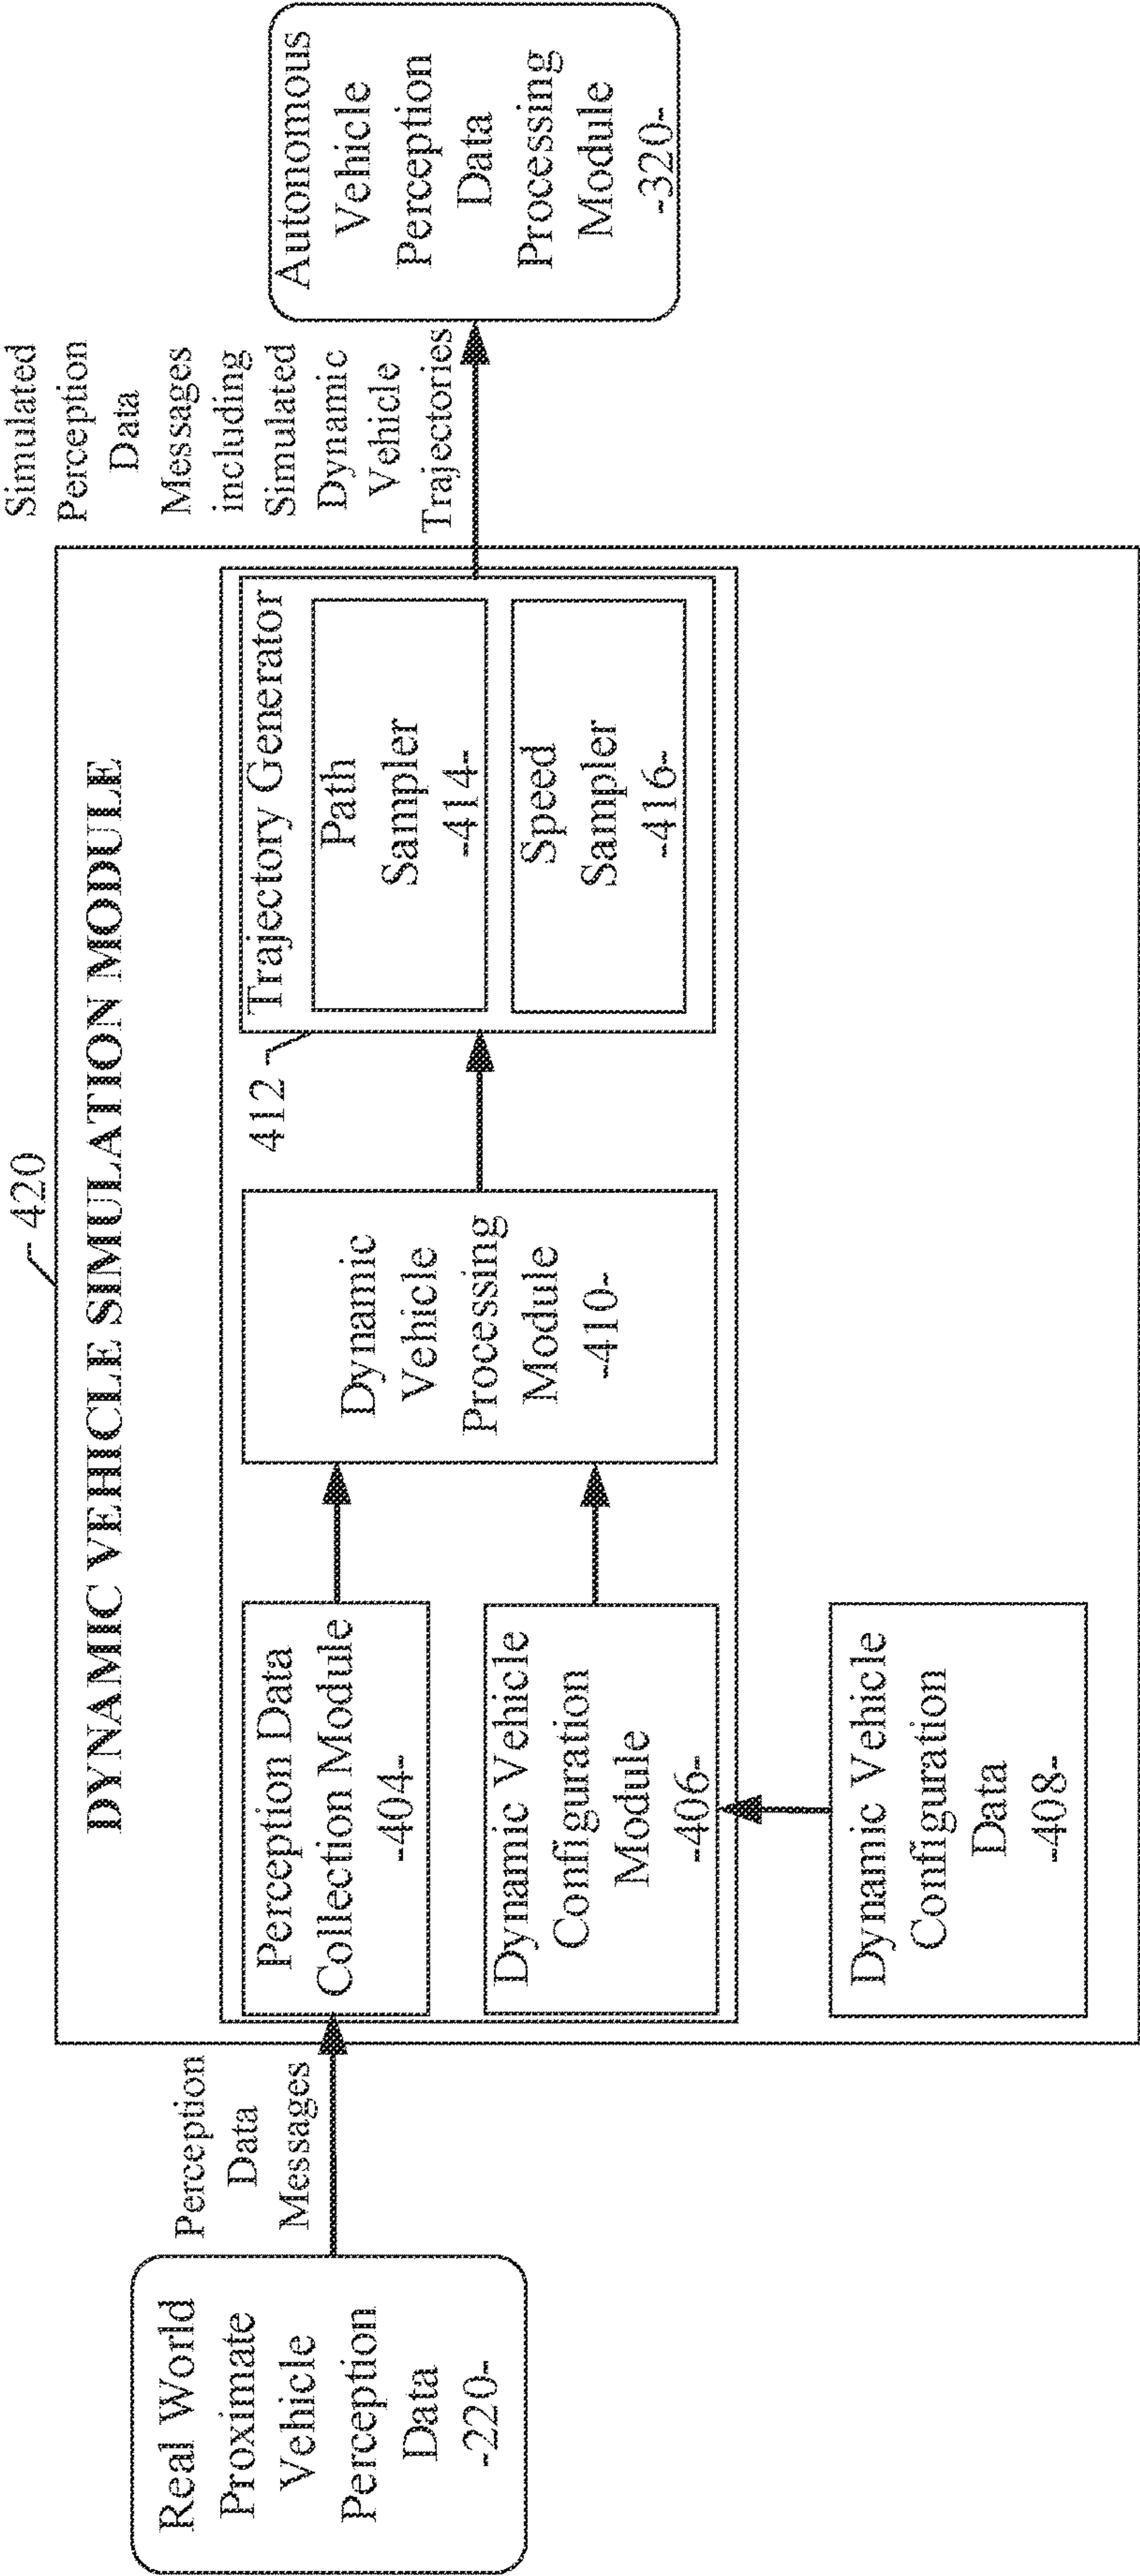 420
DYNAMIC VEHICLE SIMULATION MODULE
Real World
Proximate
Vehicle
Perception
Data
-220-
Perception
Data
Messages
Perception Data
Collection Module
-404-
Dynamic Vehicle
Configuration
Module
-406-
Dynamic Vehicle
Configuration
Data
-408-
Dynamic
Vehicle
Processing
Module
-410-
412
Trajectory Generator
Path
Sampler
-414-
Speed
Sampler
-416-
Simulated
Perception
Data
Messages
including
Simulated
Dynamic
Vehicle
Trajectories
Autonomous
Vehicle
Perception
Data
Processing
Module
-320-